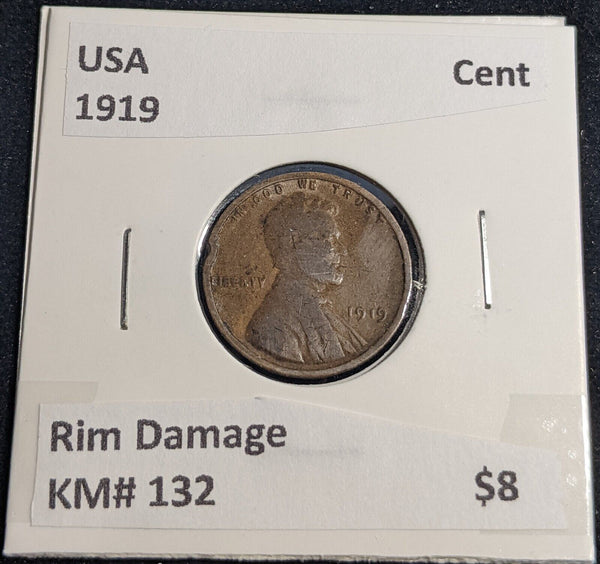 USA Cent
1919
IN GOD WE TRUST
LIBERTY
1919
Rim Damage
KM# 132 $8